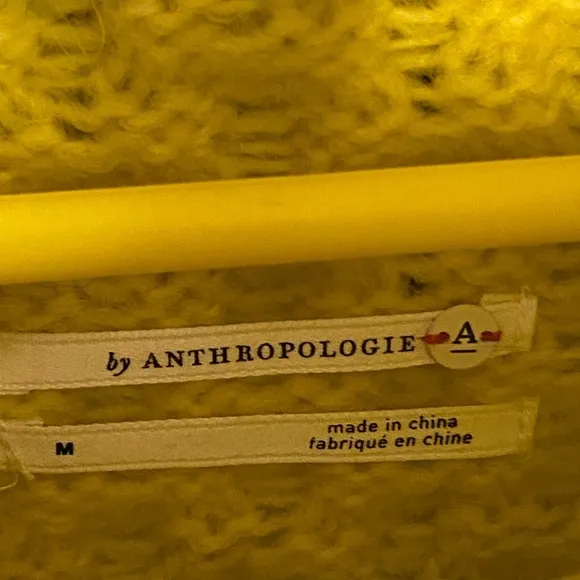 by ANTHROPOLOGIE A
M
made in china
fabriqué en chine